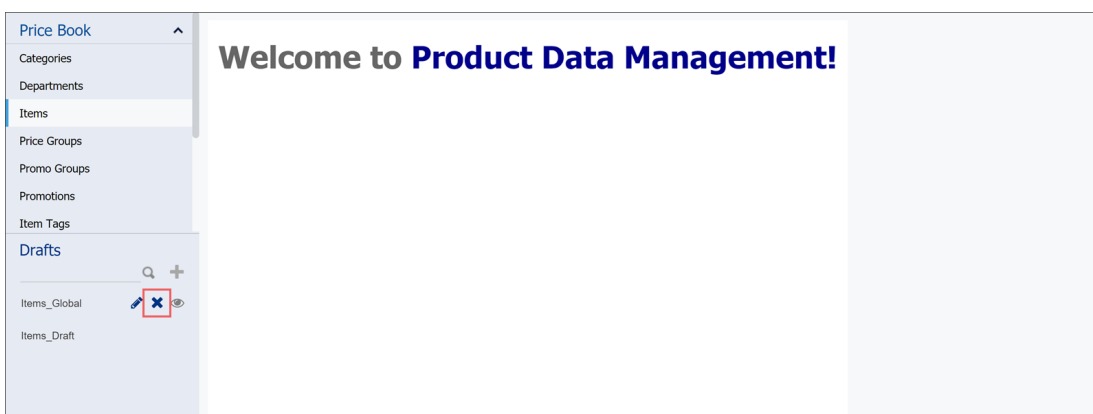 Price Book
Categories
Departments
Items
Price Groups
Promo Groups
Promotions
Item Tags
Drafts
Items_Global
Items_Draft
Welcome to Product Data Management!